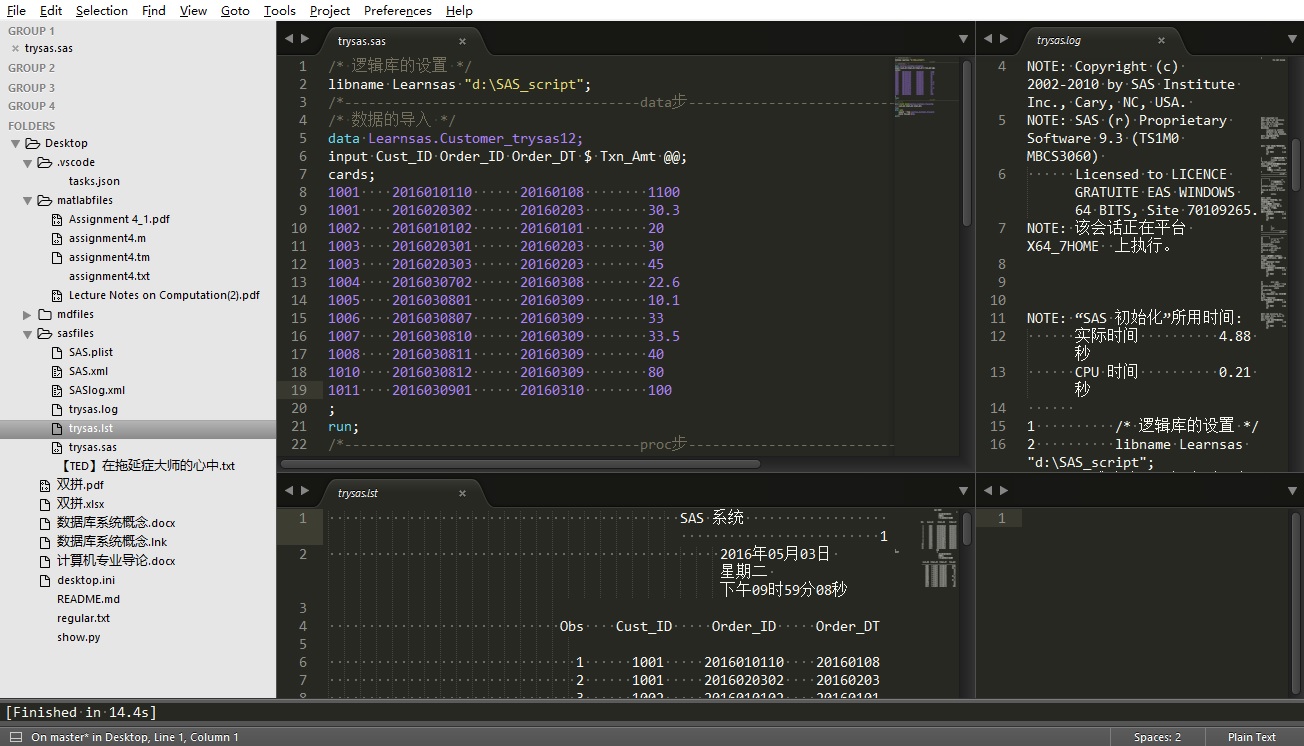 File Edit Selection Find View Goto Tools Project Preferences Help
GROUP 1
trysas.sas
GROUP 2
GROUP 3
GROUP 4
FOLDERS
Desktop
.vscode
tasks.json
matlabfiles
Assignment 4_1.pdf
assignment4.m
assignment4.tm
assignment4.txt
Lecture Notes on Computation(2).pdf
mdfiles
sasfiles
SAS.plist
SAS.xml
SASlog.xml
trysas.log
trysas.lst
trysas.sas
【TED】在拖延症大师的心中.txt
双拼.pdf
双拼.xlsx
数据库系统概念.docx
数据库系统概念.lnk
计算机专业导论.docx
desktop.ini
README.md
regular.txt
show.py
trysas.sas
1 /* 逻辑库的设置 */
2 libname Learnsas "d:\SAS_script";
3 /*-------------------------------------data步--------------------------
4 /* 数据的导入 */
5 data Learnsas.Customer_trysas12;
6 input Cust_ID Order_ID Order_DT $ Txn_Amt @@;
7 cards;
8 1001 2016010110 20160108 1100
9 1001 2016020302 20160203 30.3
10 1002 2016010102 20160101 20
11 1003 2016020301 20160203 30
12 1003 2016020303 20160203 45
13 1004 2016030702 20160308 22.6
14 1005 2016030801 20160309 10.1
15 1006 2016030807 20160309 33
16 1007 2016030810 20160309 33.5
17 1008 2016030811 20160309 40
18 1010 2016030812 20160309 80
19 1011 2016030901 20160310 100
20 ;
21 run;
22 /*-------------------------------------proc步--------------------------
trysas.log
4 NOTE: Copyright (c)
2002-2010 by SAS Institute
Inc., Cary, NC, USA.
5 NOTE: SAS (r) Proprietary
Software 9.3 (TS1M0
MBCS3060)
6 Licensed to LICENCE
GRATUITE EAS WINDOWS
64 BITS, Site 70109265.
7 NOTE: 该会话正在平台
X64_7HOME 上执行。
8
9
10
11 NOTE: “SAS 初始化”所用时间:
12 实际时间 4.88
秒
13 CPU 时间 0.21
秒
14
15 1 /* 逻辑库的设置 */
16 2 libname Learnsas
"d:\SAS_script";
trysas.lst
1 SAS 系统
1
2 2016年05月03日
星期二
下午09时59分08秒
3
4 Obs Cust_ID Order_ID Order_DT
5
6 1 1001 2016010110 20160108
7 2 1001 2016020302 20160203
8 3 1002 2016010102 20160101
1
[Finished in 14.4s]
On master* in Desktop, Line 1, Column 1
Spaces: 2
Plain Text